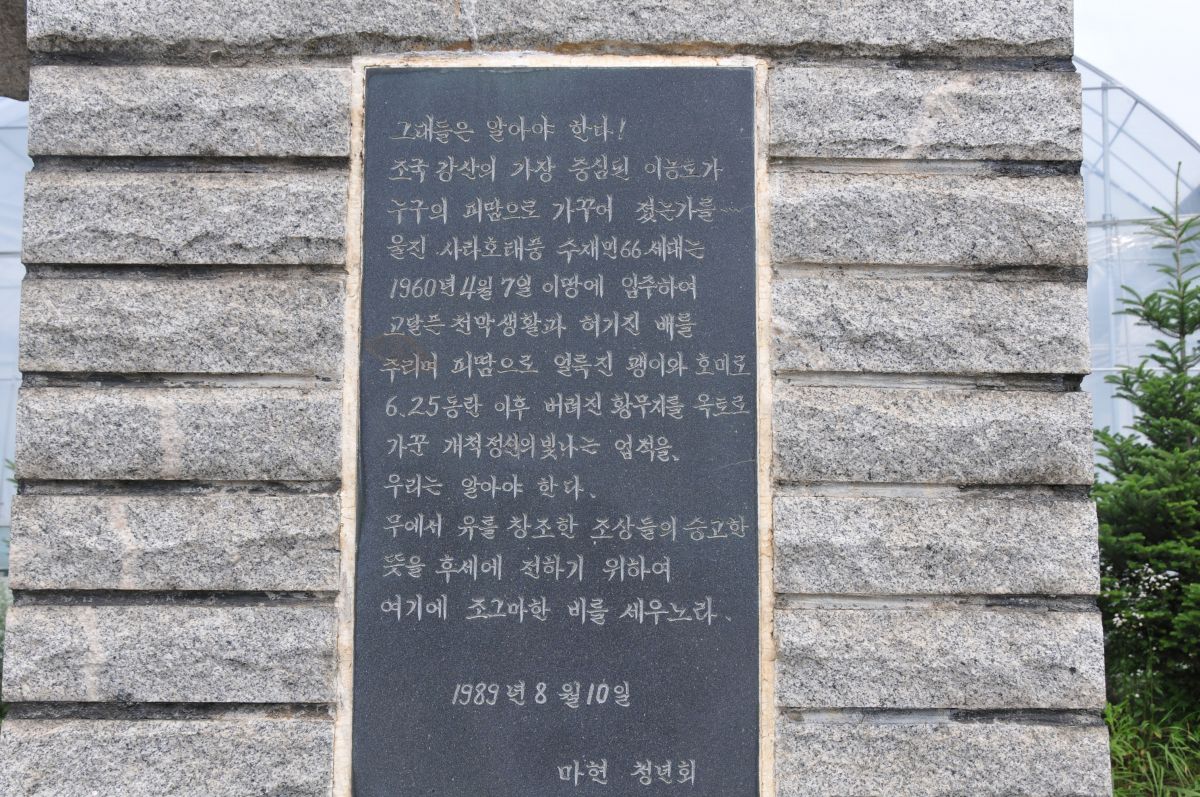 그대들은 알아야 한다!
조국 강산의 가장 중심된 이농토가
누구의 피땀으로 가꾸어 졌는가를……
울진 사라호태풍 수재민 66세대는
1960년 4월 7일 이땅에 입주하여
고달픈 천막생활과 허기진 배를
주리며 피땀으로 얼룩진 괭이와 호미로
6.25동란 이후 버려진 황무지를 옥토로
가꾼 개척정신의 빛나는 업적을,
우리는 알아야 한다.
무에서 유를 창조한 조상들의 숭고한
뜻을 후세에 전하기 위하여
여기에 조그마한 비를 세우노라.
1989년 8월 10일
마현 청년회